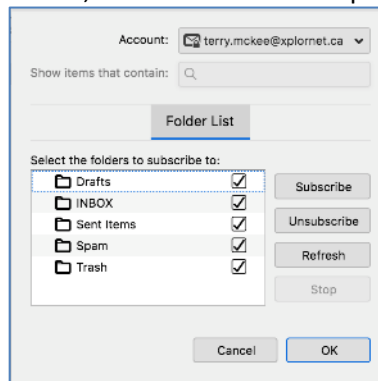 Account: terry.mckee@xplornet.ca
Show items that contain:
Folder List
Select the folders to subscribe to:
Drafts
INBOX
Sent Items
Spam
Trash
Subscribe
Unsubscribe
Refresh
Stop
Cancel OK